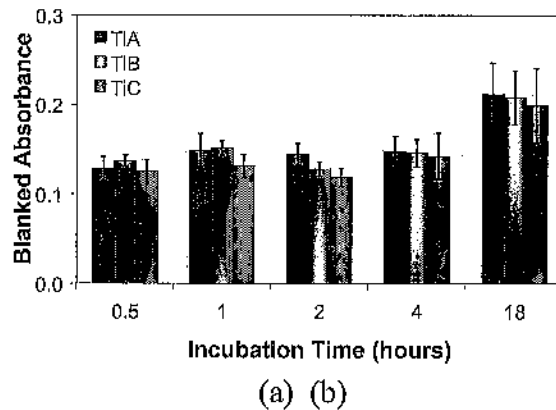 0.3
0.2
0.1
0.0
Blanked Absorbance
TiA
TiB
TiC
0.5 1 2 4 18
Incubation Time (hours)
(a) (b)